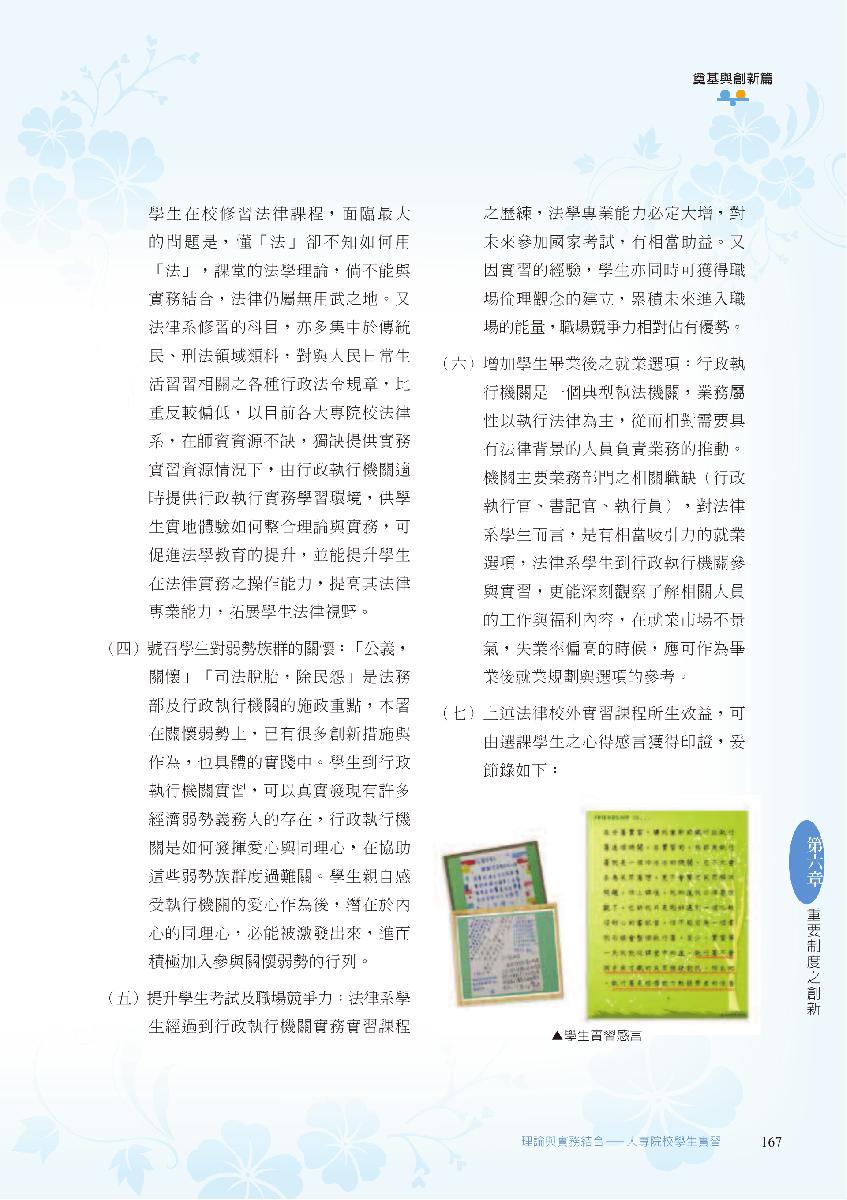 奠基與創新篇
學生在校修習法律課程，面臨最大
的問題是，懂「法」卻不知如何用
「法」，課堂的法學理論，倘不能與
實務結合，法律仍屬無用武之地。又
法律系修習的科目，亦多集中於傳統
民、刑法領域類科，對與人民日常生
活習習相關之各種行政法令規章，比
重反較偏低，以目前各大專院校法律
系，在師資資源不缺，獨缺提供實務
實習資源情況下，由行政執行機關適
時提供行政執行實務學習環境，供學
生實地體驗如何整合理論與實務，可
促進法學教育的提升，並能提升學生
在法律實務之操作能力，提高其法律
專業能力，拓展學生法律視野。
（四）號召學生對弱勢族群的關懷：「公義，
關懷」「司法脫胎，除民怨」是法務
部及行政執行機關的施政重點，本署
在關懷弱勢上，已有很多創新措施與
作為，也具體的實踐中。學生到行政
執行機關實習，可以真實發現有許多
經濟弱勢義務人的存在，行政執行機
關是如何發揮愛心與同理心，在協助
這些弱勢族群度過難關。學生親自感
受執行機關的愛心作為後，潛在於內
心的同理心，必能被激發出來，進而
積極加入參與關懷弱勢的行列。
（五）提升學生考試及職場競爭力：法律系學
生經過到行政執行機關實務實習課程
之歷練，法學專業能力必定大增，對
未來參加國家考試，有相當助益。又
因實習的經驗，學生亦同時可獲得職
場倫理觀念的建立，累積未來進入職
場的能量，職場競爭力相對佔有優勢。
（六）增加學生畢業後之就業選項：行政執
行機關是一個典型執法機關，業務屬
性以執行法律為主，從而相對需要具
有法律背景的人員負責業務的推動。
機關主要業務部門之相關職缺（行政
執行官、書記官、執行員），對法律
系學生而言，是有相當吸引力的就業
選項，法律系學生到行政執行機關參
與實習，更能深刻觀察了解相關人員
的工作與福利內容，在就業市場不景
氣，失業率偏高的時候，應可作為畢
業後就業規劃與選項的參考。
（七）上述法律校外實習課程所生效益，可
由選課學生之心得感言獲得印證，爰
節錄如下：
FRIENDSHIP IS...
▲學生實習感言
第六章
重要制度之創新
理論與實務結合──大專院校學生實習
167